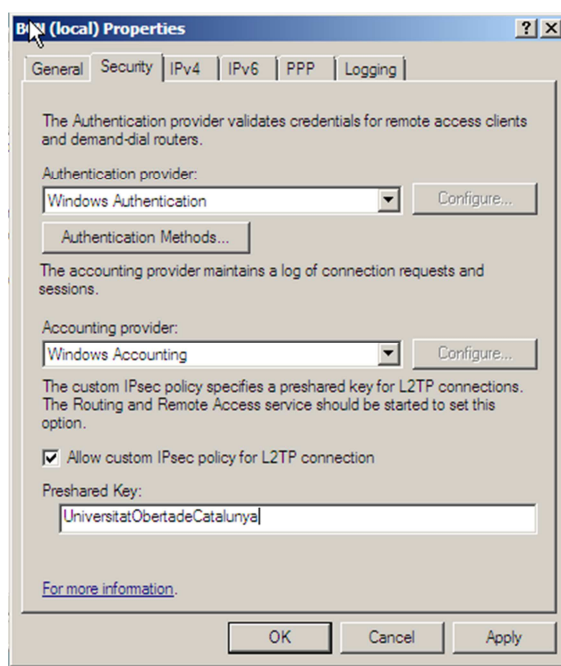 BCN (local) Properties
General Security IPv4 IPv6 PPP Logging
The Authentication provider validates credentials for remote access clients
and demand-dial routers.
Authentication provider:
Windows Authentication Configure...
Authentication Methods...
The accounting provider maintains a log of connection requests and
sessions.
Accounting provider:
Windows Accounting Configure...
The custom IPsec policy specifies a preshared key for L2TP connections.
The Routing and Remote Access service should be started to set this
option.
Allow custom IPsec policy for L2TP connection
Preshared Key:
UniversitatObertadeCatalunya
For more information.
OK Cancel Apply